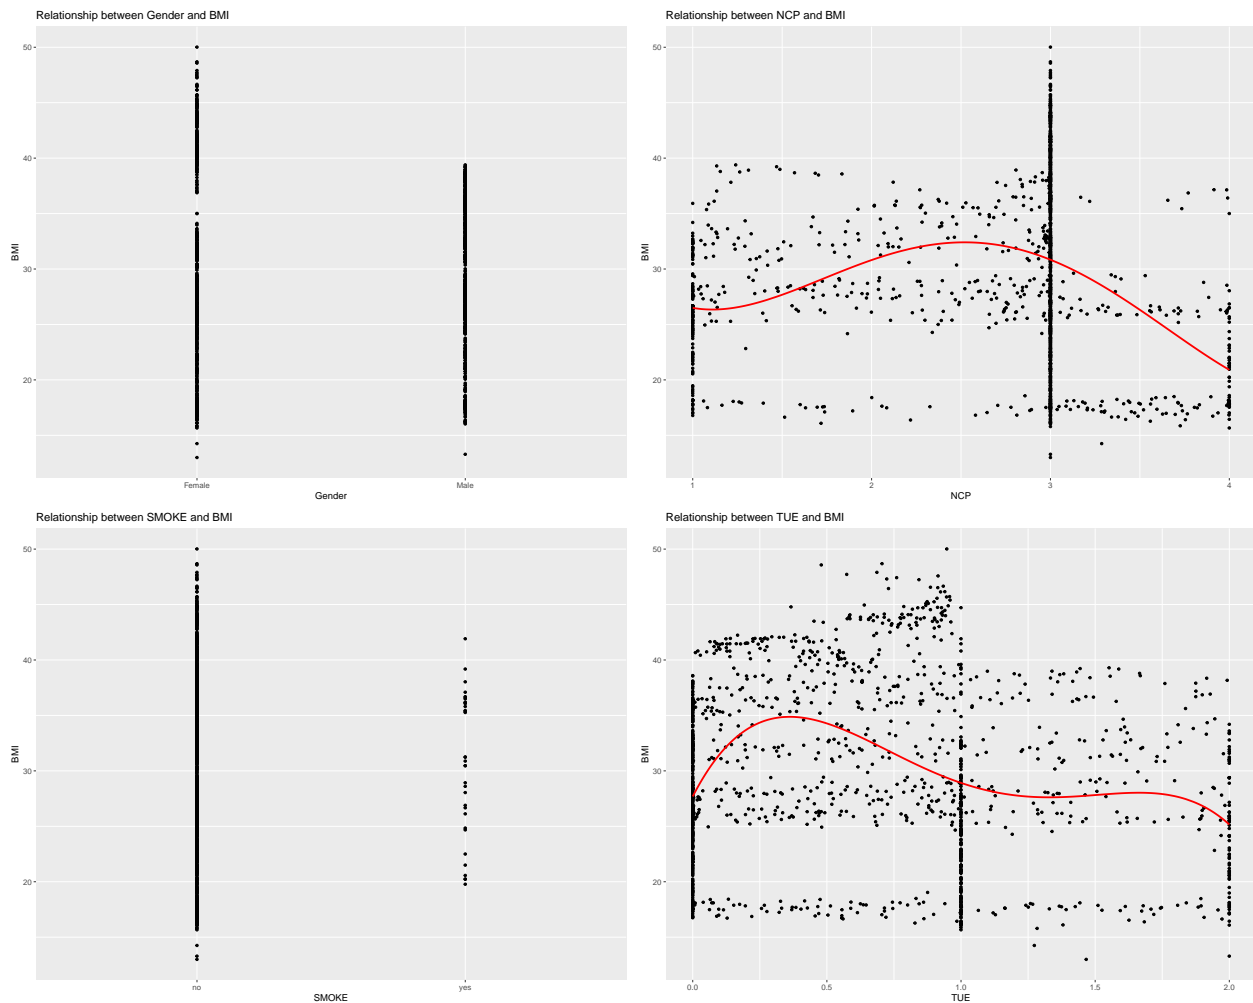 Relationship between Gender and BMI
50
40
30
20
BMI
Female
Male
Gender
Relationship between NCP and BMI
50
40
30
20
BMI
1
2
3
4
NCP
Relationship between SMOKE and BMI
50
40
30
20
BMI
no
yes
SMOKE
Relationship between TUE and BMI
50
40
30
20
BMI
0.0
0.5
1.0
1.5
2.0
TUE